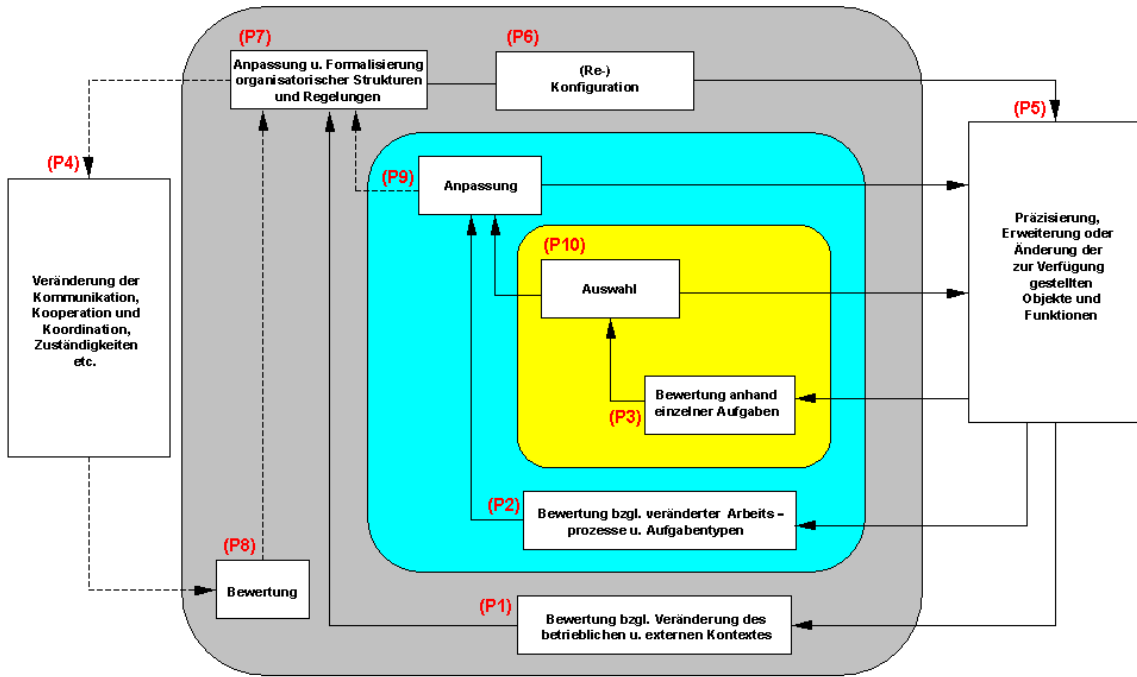 (P7)
Anpassung u. Formalisierung
organisatorischer Strukturen
und Regelungen
(P6)
(Re-)
Konfiguration
(P5)
Präzisierung,
Erweiterung oder
Änderung der
zur Verfügung
gestellten
Objekte und
Funktionen
(P4)
Veränderung der
Kommunikation,
Kooperation und
Koordination,
Zuständigkeiten
etc.
(P9)
Anpassung
(P10)
Auswahl
Bewertung anhand
einzelner Aufgaben
(P3)
(P2)
Bewertung bzgl. veränderter Arbeits –
prozesse u. Aufgabentypen
(P8)
Bewertung
(P1)
Bewertung bzgl. Veränderung des
betrieblichen u. externen Kontextes